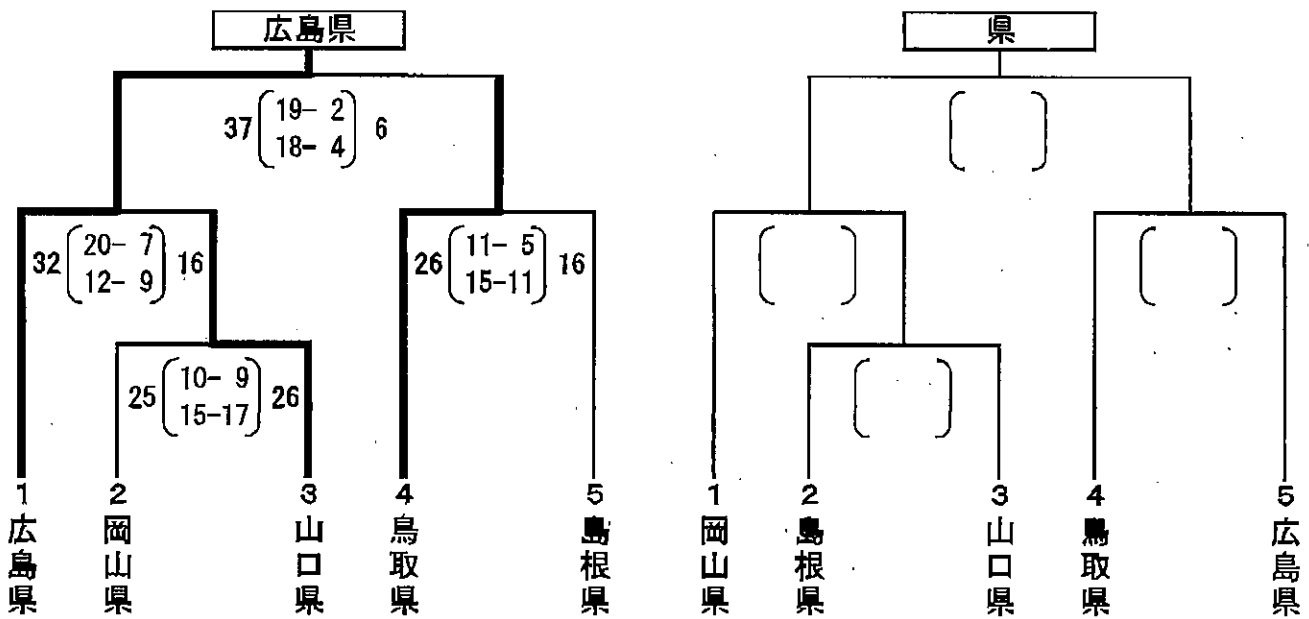 広島県
37 19- 2 6
18- 4
32 20- 7 16
12- 9
26 11- 5 16
15-11
25 10- 9 26
15-17
1 広島県
2 岡山県
3 山口県
4 鳥取県
5 島根県
県
1 岡山県
2 島根県
3 山口県
4 鳥取県
5 広島県